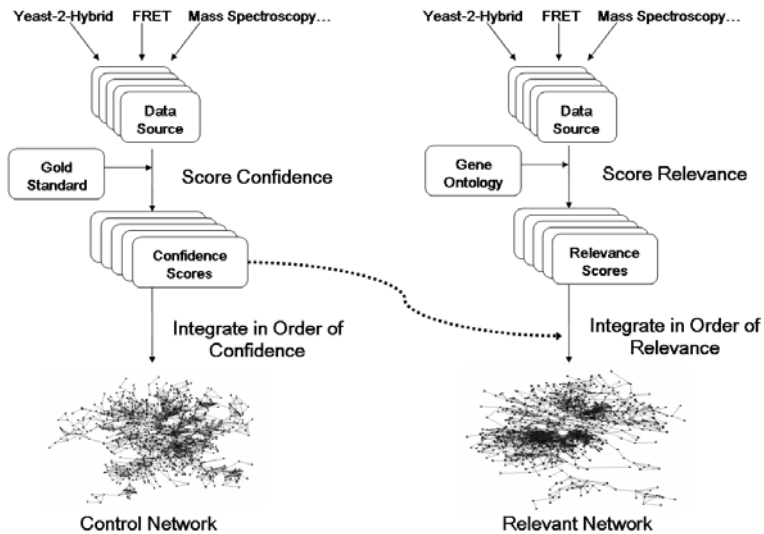 Yeast-2-Hybrid FRET Mass Spectroscopy...
Data
Source
Gold
Standard
Score Confidence
Confidence
Scores
Integrate in Order of
Confidence
Control Network
Yeast-2-Hybrid FRET Mass Spectroscopy...
Data
Source
Gene
Ontology
Score Relevance
Relevance
Scores
Integrate in Order of
Relevance
Relevant Network